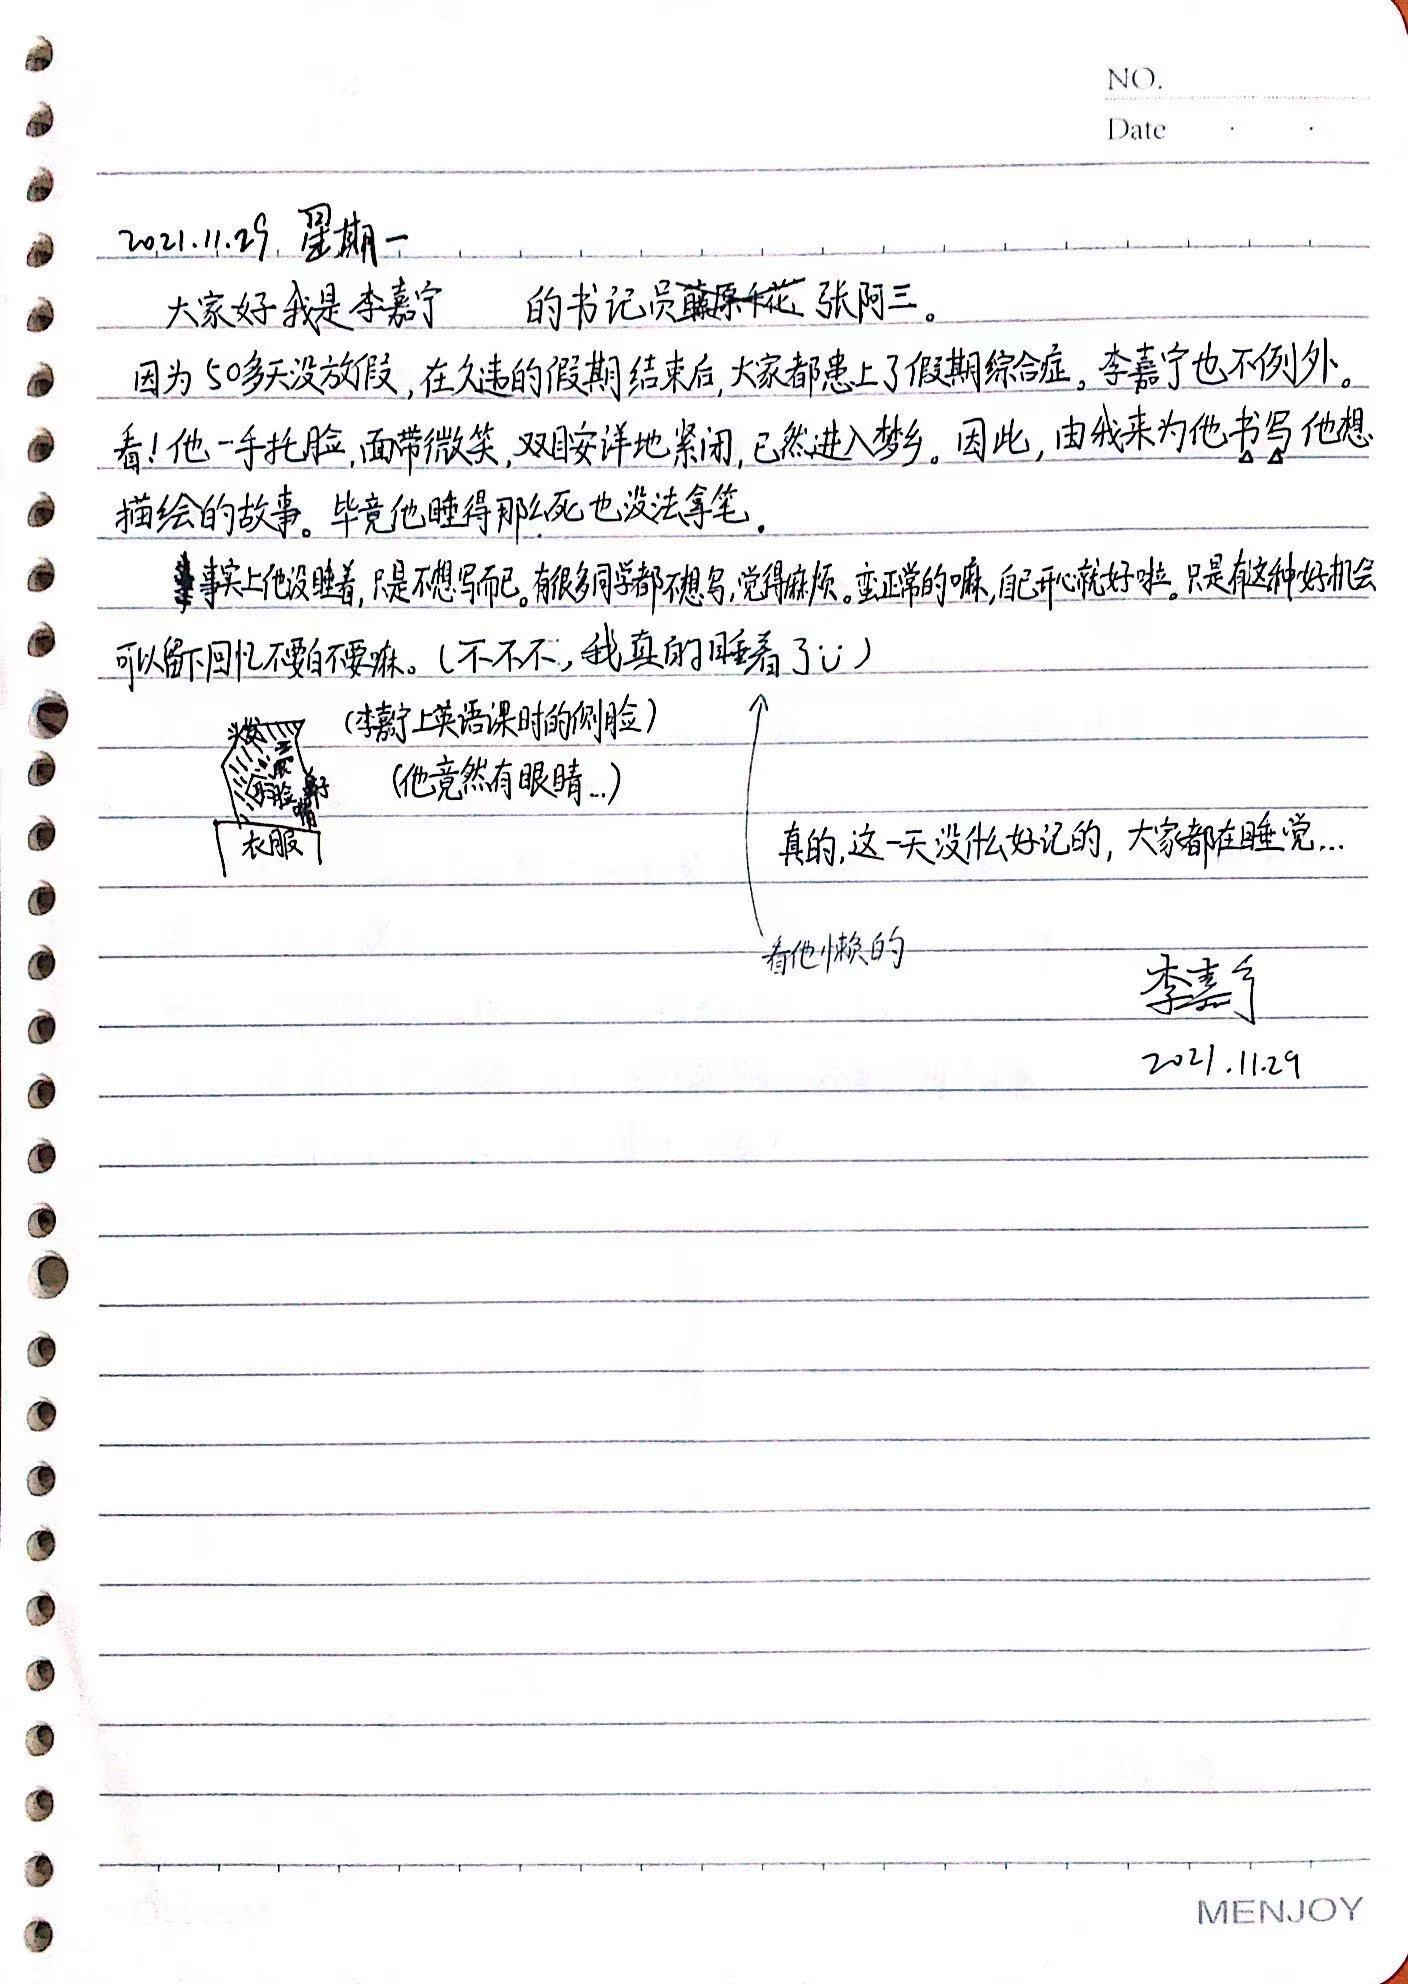 NO.
Date · ·
2021.11.29 星期一
大家好我是李嘉宁 的书记员藤原千花 张阿三。
因为50多天没放假,在久违的假期结束后,大家都患上了假期综合症。李嘉宁也不例外。
看!他一手托脸,面带微笑,双目安详地紧闭,已然进入梦乡。因此,由我来为他书写他想
描绘的故事。毕竟他睡得那么死也没法拿笔.
事实上他没睡着,只是不想写而已。有很多同学都不想写,觉得麻烦。蛮正常的嘛,自己开心就好啦。只是有这种好机会
可以留下回忆不要白不要嘛。(不不不,我真的睡着了)
(李嘉宁上英语课时的侧脸)
(他竟然有眼睛...)
头发
眼
脸
鼻子
嘴
衣服
真的,这一天没什么好记的,大家都在睡觉...
看他懒的
李嘉宁
2021.11.29
MENJOY